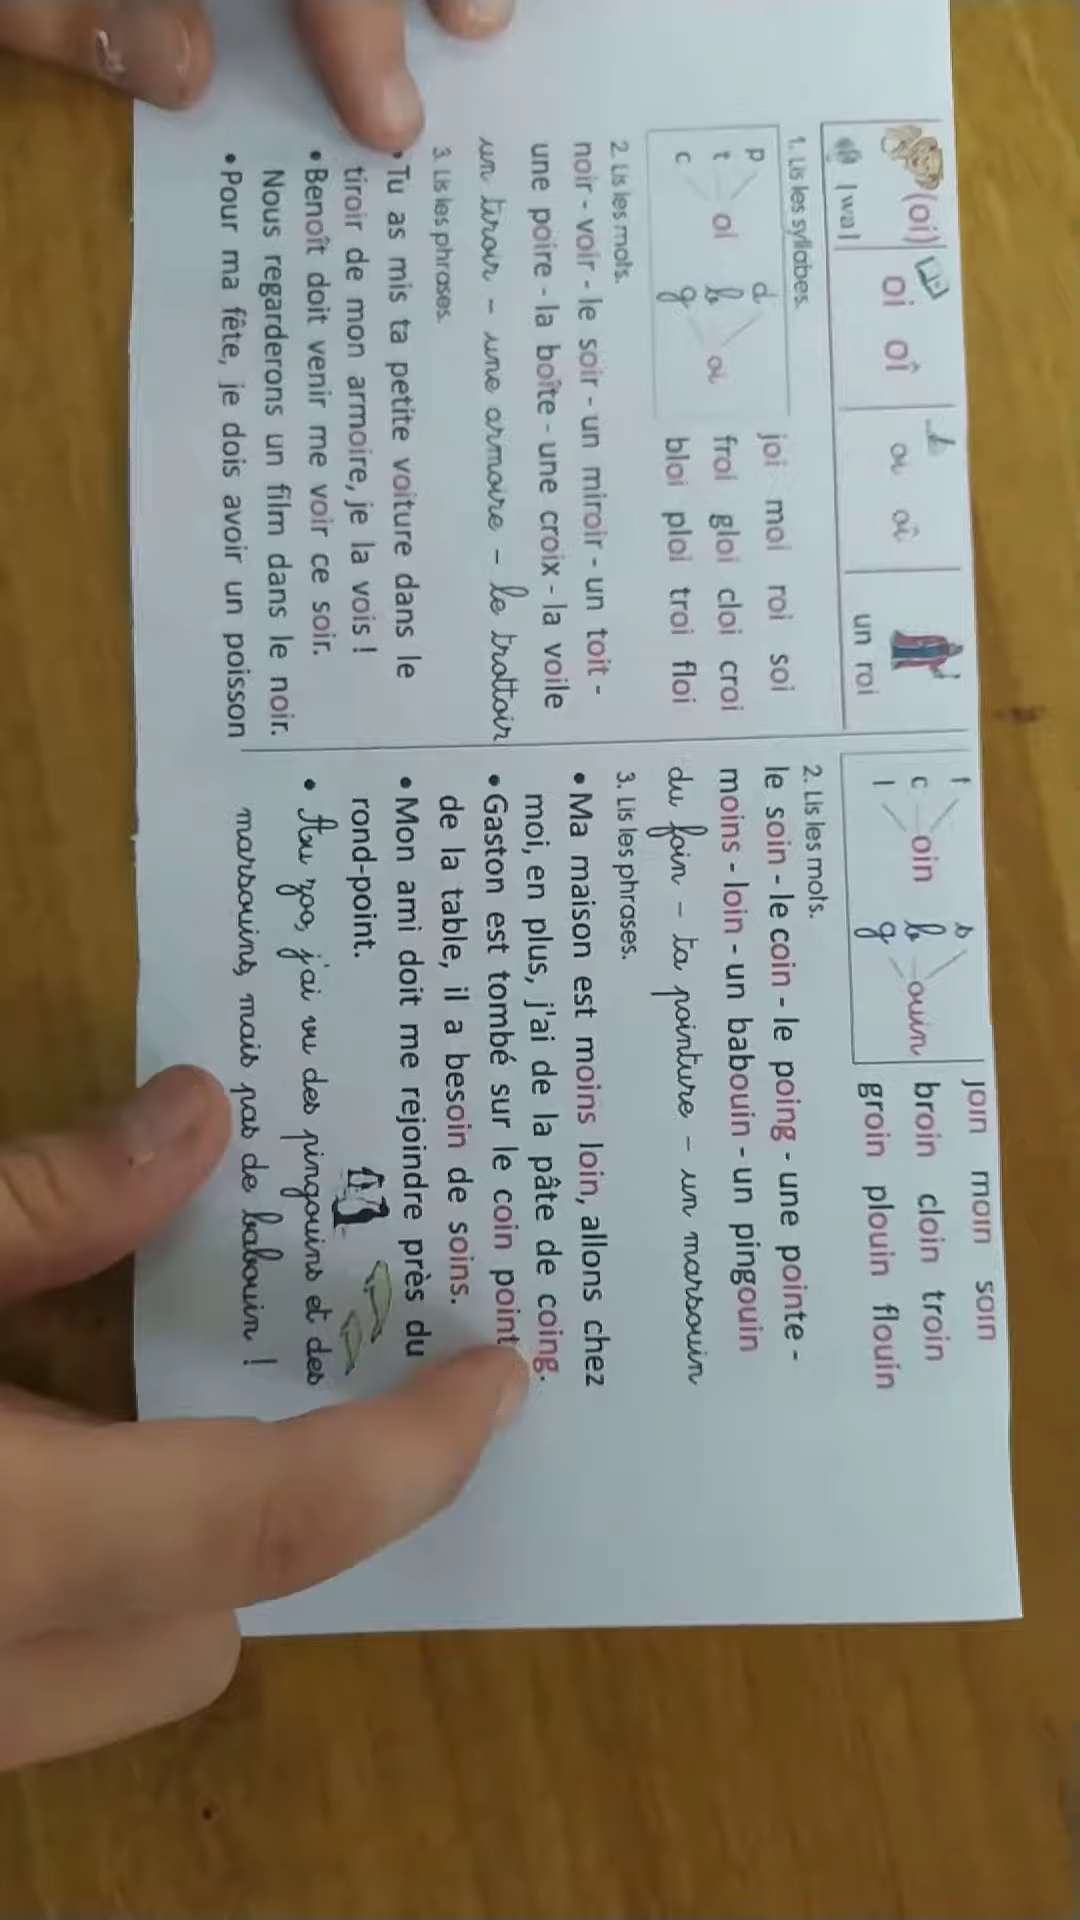 (oi) oi oî oi oî
[wa] un roi
1. Lis les syllabes.
p d joi moi roi soi
t oi b oi froi gloi cloi croi
c g bloi ploi troi floi
2. Lis les mots.
noir - voir - le soir - un miroir - un toit -
une poire - la boîte - une croix - la voile
un tiroir - une armoire - le trottoir
3. Lis les phrases.
• Tu as mis ta petite voiture dans le
tiroir de mon armoire, je la vois !
• Benoît doit venir me voir ce soir.
Nous regarderons un film dans le noir.
• Pour ma fête, je dois avoir un poisson
s join moin soin
c oin b ouin broin cloin troin
l g groin plouin flouin
2. Lis les mots.
le soin - le coin - le poing - une pointe -
moins - loin - un babouin - un pingouin
du foin - ta pointure - un marsouin
3. Lis les phrases.
• Ma maison est moins loin, allons chez
moi, en plus, j'ai de la pâte de coing.
• Gaston est tombé sur le coin point
de la table, il a besoin de soins.
• Mon ami doit me rejoindre près du
rond-point.
• Au zoo, j'ai vu des pingouins et des
marsouins, mais pas de babouin !